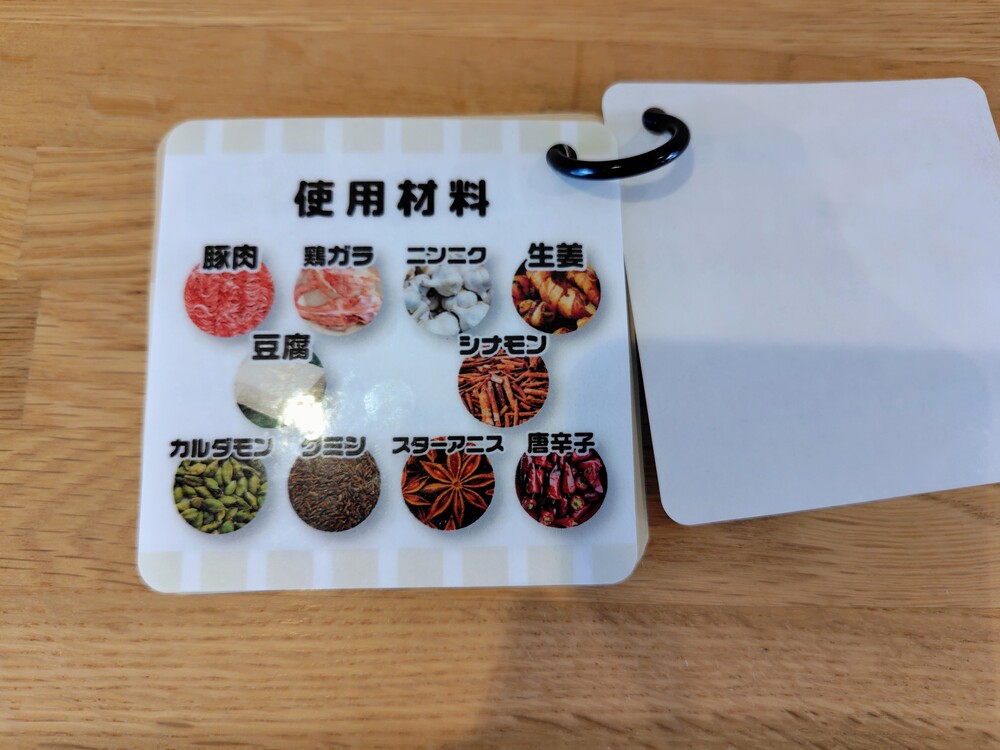 使用材料
豚肉 鶏ガラ ニンニク 生姜
豆腐 シナモン
カルダモン クミン スターアニス 唐辛子